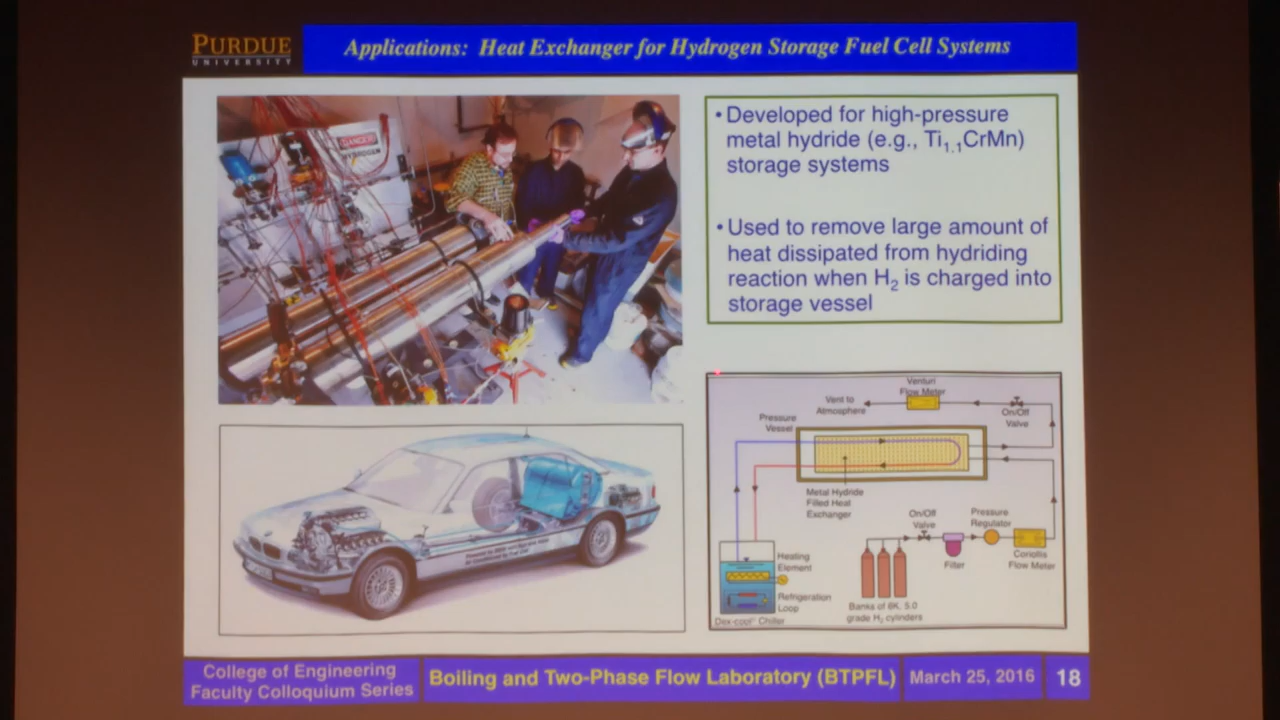 PURDUE
UNIVERSITY
Applications: Heat Exchanger for Hydrogen Storage Fuel Cell Systems
DANGER
HYDROGEN
• Developed for high-pressure
metal hydride (e.g., Ti1.1CrMn)
storage systems
• Used to remove large amount of
heat dissipated from hydriding
reaction when H2 is charged into
storage vessel
Venturi
Flow Meter
Vent to
Atmosphere
On/Off
Valve
Pressure
Vessel
Metal Hydride
Filled Heat
Exchanger
On/Off
Valve
Pressure
Regulator
Filter
Coriolis
Flow Meter
Heating
Element
Refrigeration
Loop
Dex-cool® Chiller
Banks of 6K, 5.0
grade H2 cylinders
College of Engineering
Faculty Colloquium Series
Boiling and Two-Phase Flow Laboratory (BTPFL)
March 25, 2016
18